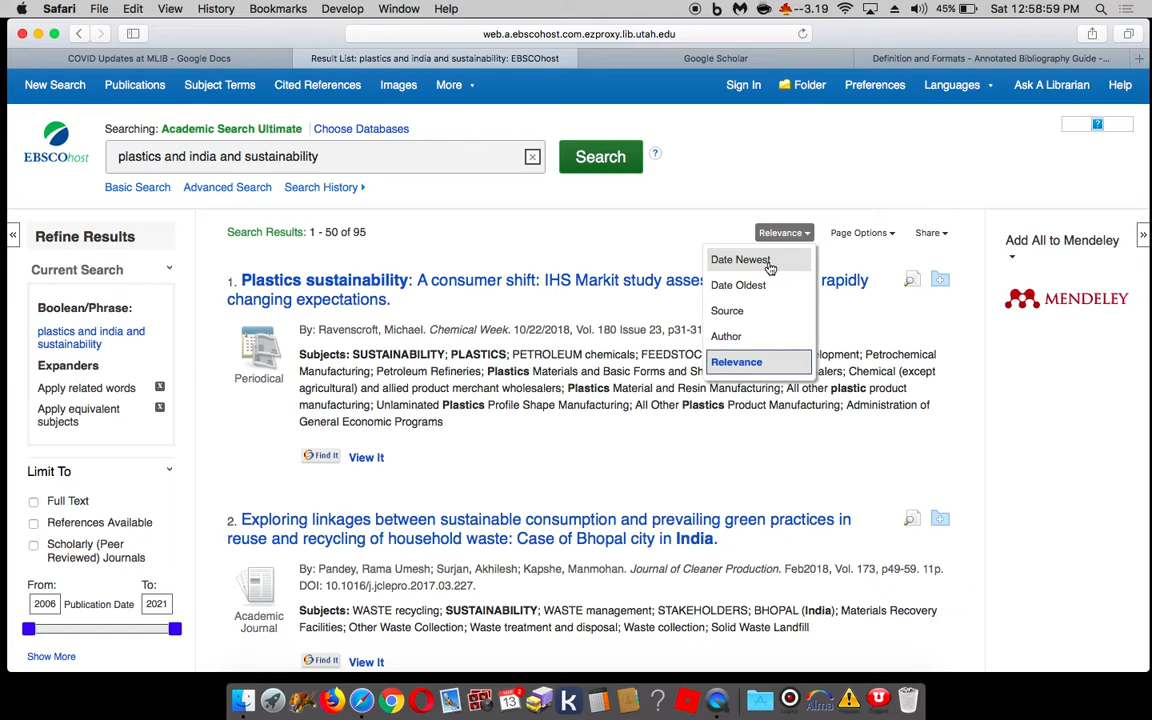 Safari File Edit View History Bookmarks Develop Window Help -3.19 45% Sat 12:58:59 PM
web.a.ebscohost.com.ezproxy.lib.utah.edu
COVID Updates at MLIB - Google Docs
Result List: plastics and india and sustainability: EBSCOhost
Google Scholar
Definition and Formats - Annotated Bibliography Guide -...
New Search Publications Subject Terms Cited References Images More Sign In Folder Preferences Languages Ask A Librarian Help
Searching: Academic Search Ultimate Choose Databases
EBSCOhost
plastics and india and sustainability
Search
?
Basic Search Advanced Search Search History
Refine Results
Current Search
Boolean/Phrase:
plastics and india and
sustainability
Expanders
Apply related words x
Apply equivalent x
subjects
Limit To
Full Text
References Available
Scholarly (Peer
Reviewed) Journals
From: To:
2006 Publication Date 2021
Show More
Search Results: 1 - 50 of 95
Relevance Page Options Share
Date Newest
Date Oldest
Source
Author
Relevance
1. Plastics sustainability: A consumer shift: IHS Markit study asse rapidly
changing expectations.
Periodical
By: Ravenscroft, Michael. Chemical Week. 10/22/2018, Vol. 180 Issue 23, p31-31
Subjects: SUSTAINABILITY; PLASTICS; PETROLEUM chemicals; FEEDSTOC lopment; Petrochemical
Manufacturing; Petroleum Refineries; Plastics Materials and Basic Forms and Sh alers; Chemical (except
agricultural) and allied product merchant wholesalers; Plastics Material and Resin Manufacturing; All other plastic product
manufacturing; Unlaminated Plastics Profile Shape Manufacturing; All Other Plastics Product Manufacturing; Administration of
General Economic Programs
Find It View It
2. Exploring linkages between sustainable consumption and prevailing green practices in
reuse and recycling of household waste: Case of Bhopal city in India.
Academic
Journal
By: Pandey, Rama Umesh; Surjan, Akhilesh; Kapshe, Manmohan. Journal of Cleaner Production. Feb2018, Vol. 173, p49-59. 11p.
DOI: 10.1016/j.jclepro.2017.03.227.
Subjects: WASTE recycling; SUSTAINABILITY; WASTE management; STAKEHOLDERS; BHOPAL (India); Materials Recovery
Facilities; Other Waste Collection; Waste treatment and disposal; Waste collection; Solid Waste Landfill
Find It View It
?
Add All to Mendeley
MENDELEY
MAR
13
2
K
?
Alma
U